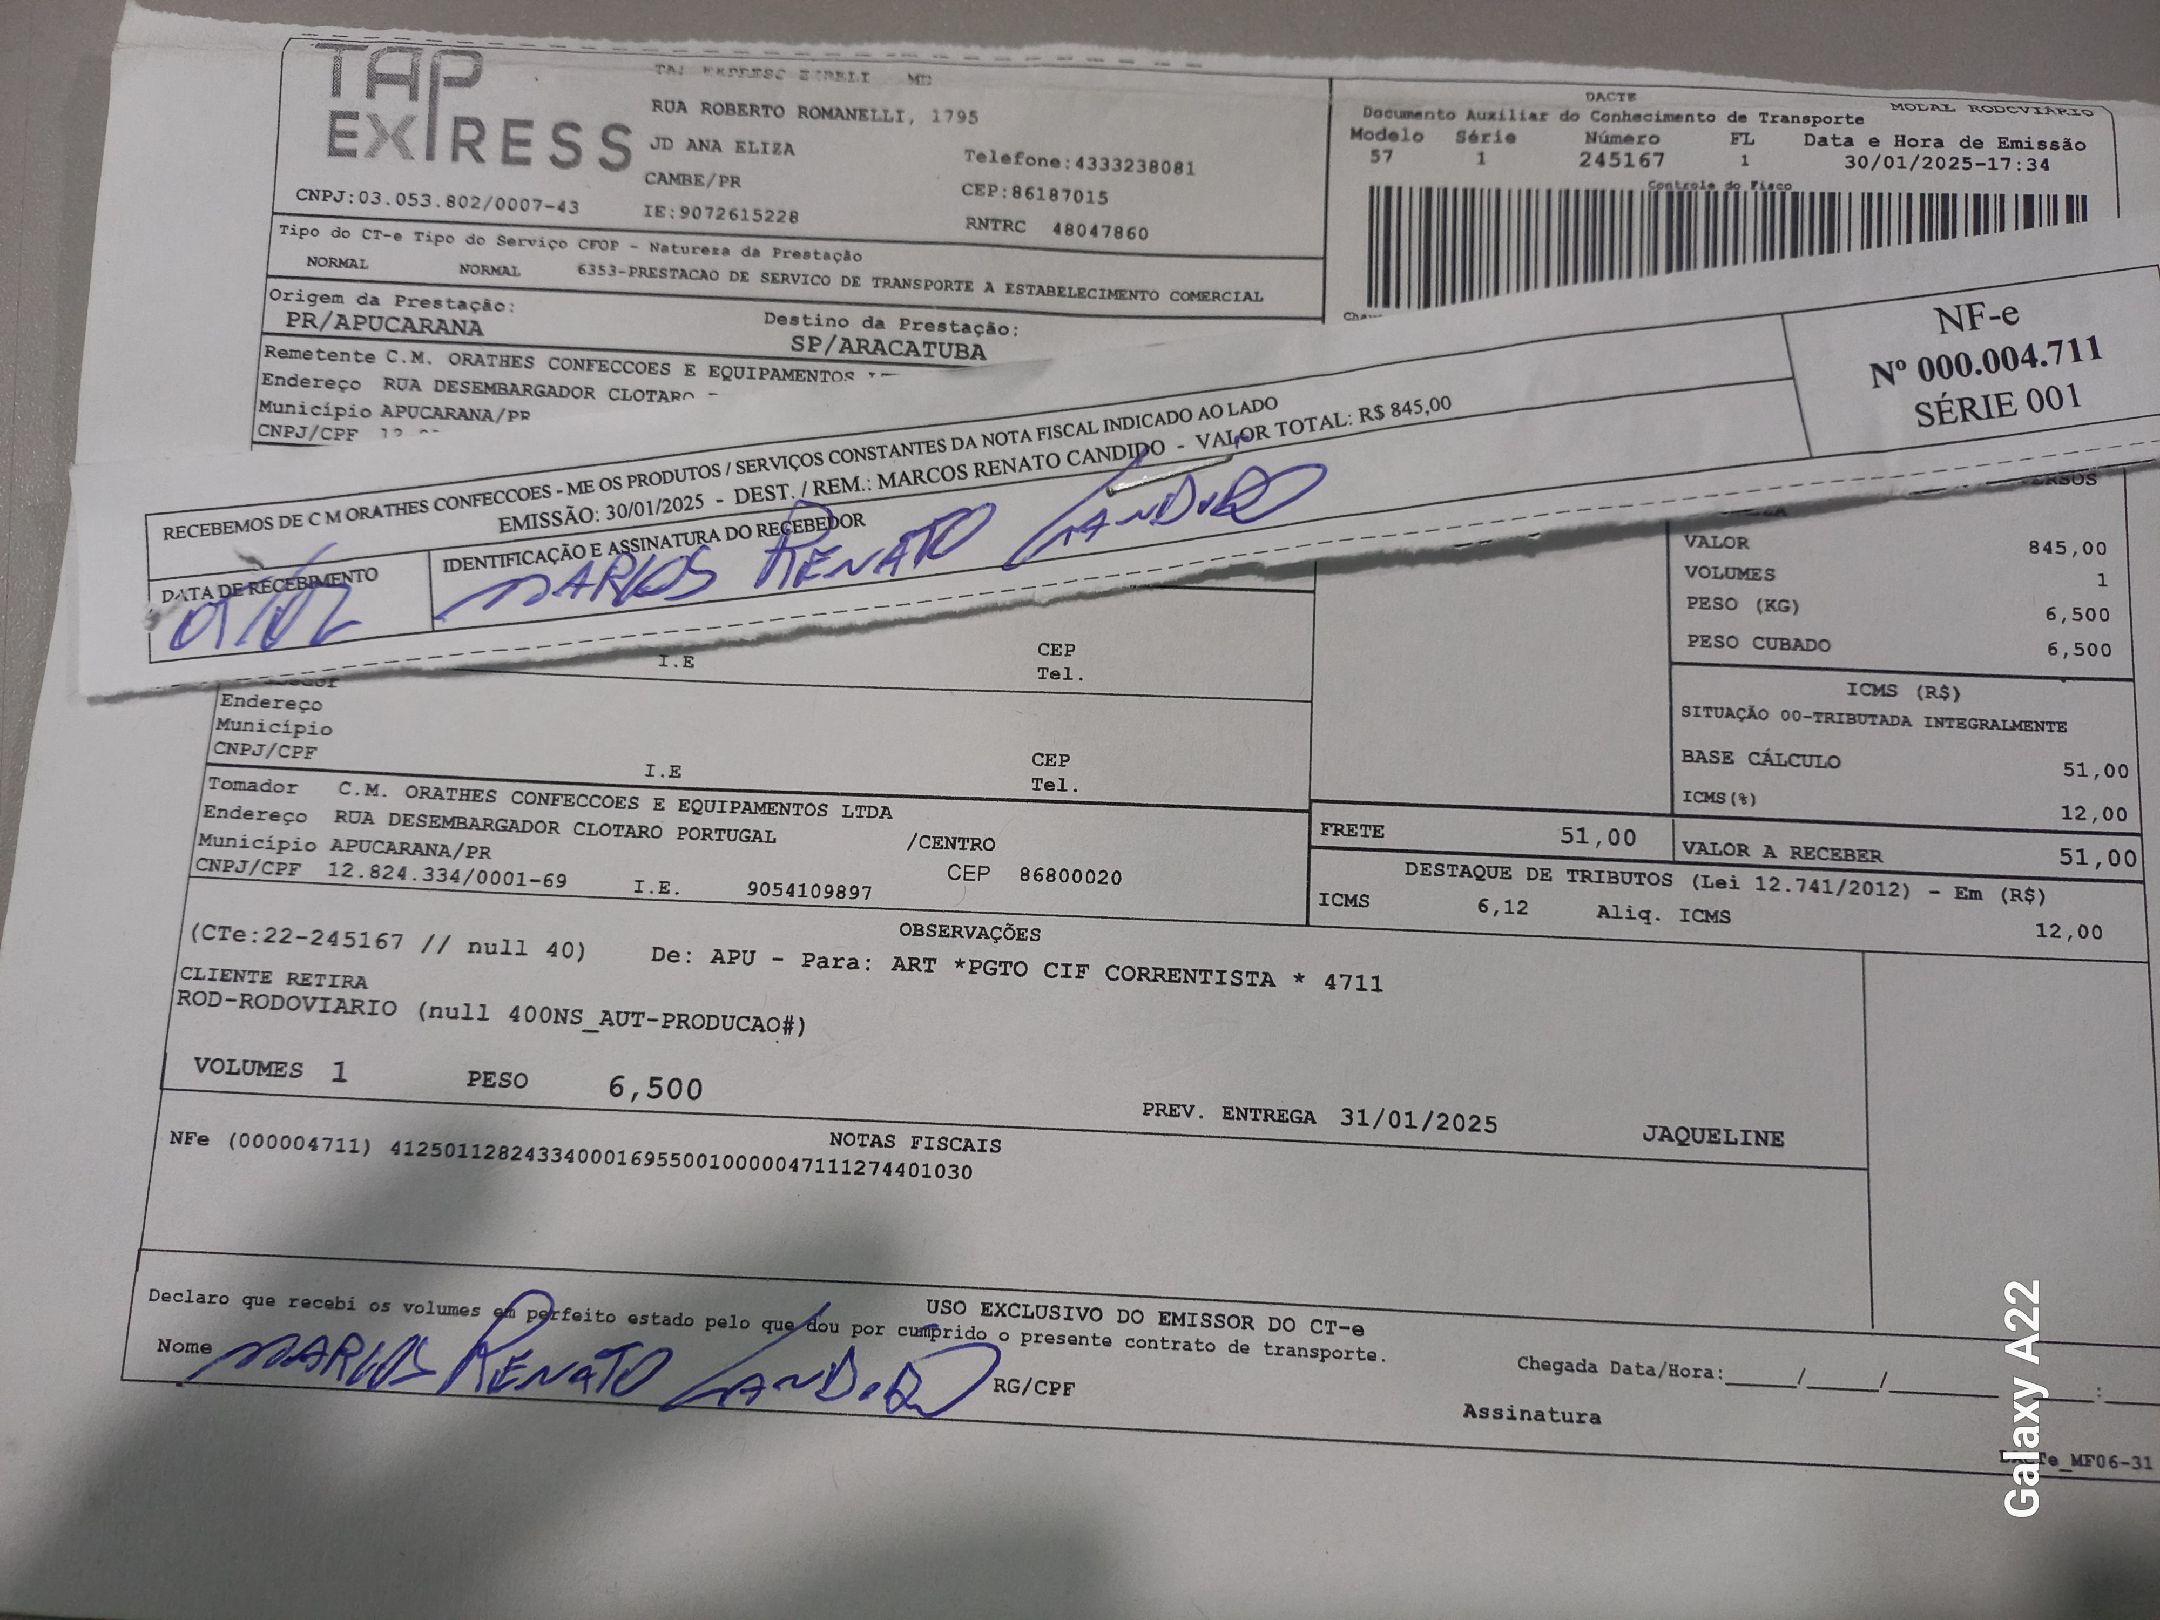 TAP
EXPRESS
RUA ROBERTO ROMANELLI, 1795
JD ANA ELIZA
CAMBE/PR
Telefone:4333238081
CEP:86187015
CNPJ:03.053.802/0007-43
IE:9072615228
RNTRC 48047860
DACTE
MODAL RODOVIÁRIO
Documento Auxiliar do Conhecimento de Transporte
Modelo Série Número FL Data e Hora de Emissão
57 1 245167 1 30/01/2025-17:34
Controle do Fisco
Tipo do CT-e Tipo do Serviço CFOP - Natureza da Prestação
NORMAL NORMAL 6353-PRESTACAO DE SERVICO DE TRANSPORTE A ESTABELECIMENTO COMERCIAL
Origem da Prestação:
PR/APUCARANA
Destino da Prestação:
SP/ARACATUBA
Remetente C.M. ORATHES CONFECCOES E EQUIPAMENTOS
Endereço RUA DESEMBARGADOR CLOTARO
Município APUCARANA/PR
CNPJ/CPF
RECEBEMOS DE C M ORATHES CONFECCOES - ME OS PRODUTOS / SERVIÇOS CONSTANTES DA NOTA FISCAL INDICADO AO LADO
EMISSÃO: 30/01/2025 - DEST. / REM.: MARCOS RENATO CANDIDO - VALOR TOTAL: R$ 845,00
NF-e
Nº 000.004.711
SÉRIE 001
DATA DE RECEBIMENTO
IDENTIFICAÇÃO E ASSINATURA DO RECEBEDOR
MARCOS RENATO CANDIDO
VALOR 845,00
VOLUMES 1
PESO (KG) 6,500
PESO CUBADO 6,500
I.E CEP
Tel.
Endereço
Município
CNPJ/CPF
I.E CEP
Tel.
ICMS (R$)
SITUAÇÃO 00-TRIBUTADA INTEGRALMENTE
BASE CÁLCULO 51,00
ICMS(%) 12,00
Tomador C.M. ORATHES CONFECCOES E EQUIPAMENTOS LTDA
Endereço RUA DESEMBARGADOR CLOTARO PORTUGAL /CENTRO
Município APUCARANA/PR
CNPJ/CPF 12.824.334/0001-69 I.E. 9054109897 CEP 86800020
FRETE 51,00 VALOR A RECEBER 51,00
DESTAQUE DE TRIBUTOS (Lei 12.741/2012) - Em (R$)
ICMS 6,12 Aliq. ICMS 12,00
OBSERVAÇÕES
(CTe:22-245167 // null 40) De: APU - Para: ART *PGTO CIF CORRENTISTA * 4711
CLIENTE RETIRA
ROD-RODOVIARIO (null 400NS_AUT-PRODUCAO#)
VOLUMES 1 PESO 6,500
PREV. ENTREGA 31/01/2025 JAQUELINE
NOTAS FISCAIS
NFe (000004711) 41250112824334000169550010000047111274401030
USO EXCLUSIVO DO EMISSOR DO CT-e
Declaro que recebi os volumes em perfeito estado pelo que dou por cumprido o presente contrato de transporte.
Nome MARCOS RENATO CANDIDO RG/CPF
Chegada Data/Hora:_____/_____/________ :
Assinatura
Galaxy A22